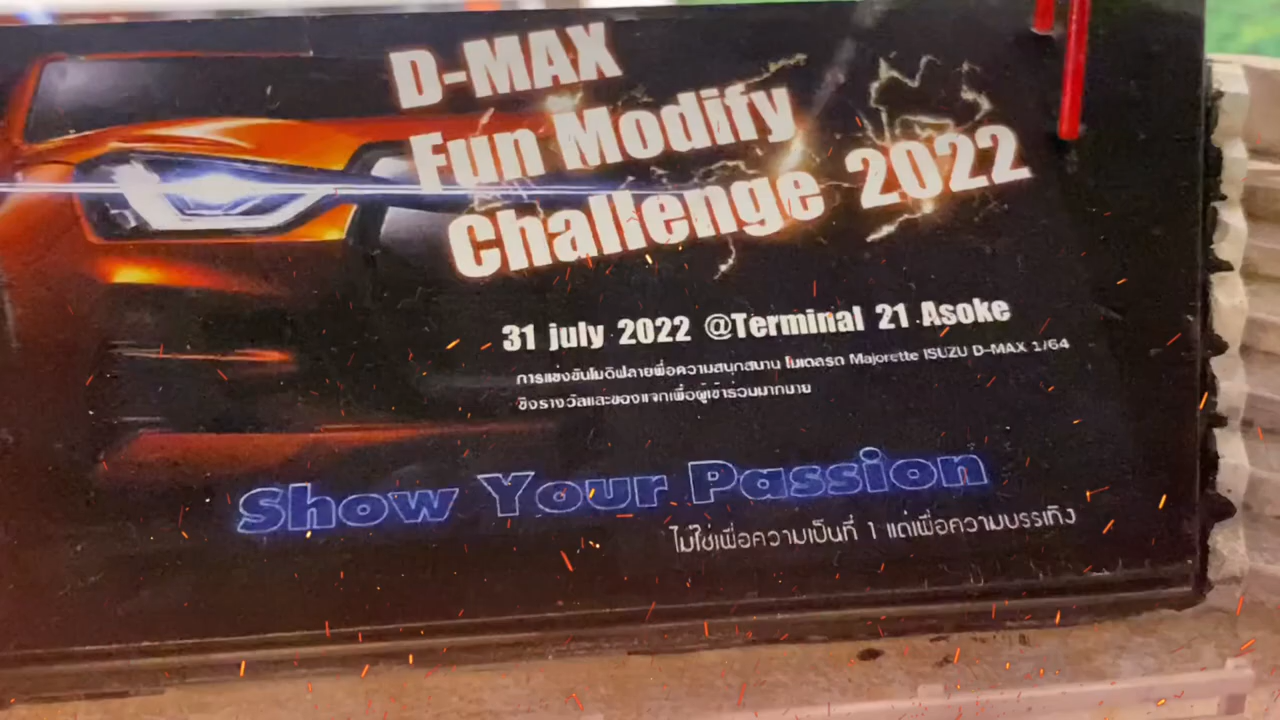 D-MAX
Fun Modify
Challenge 2022
31 july 2022 @Terminal 21 Asoke
การแข่งขันโมดิฟลายเพื่อความสนุกสนาน โมเดลรถ Majorette ISUZU D-MAX 1/64
ชิงรางวัลและของแจกเพื่อผู้เข้าร่วมมากมาย
Show Your Passion
ไม่ใช่เพื่อความเป็นที่ 1 แต่เพื่อความบรรเทิง